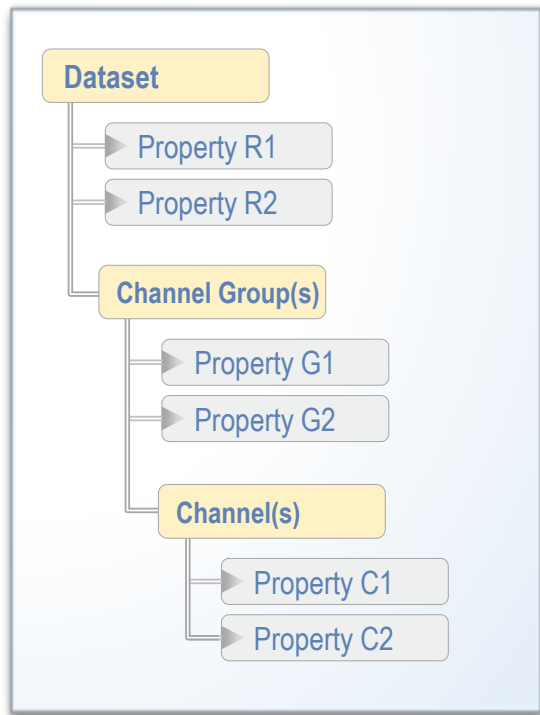 Dataset
Property R1
Property R2
Channel Group(s)
Property G1
Property G2
Channel(s)
Property C1
Property C2